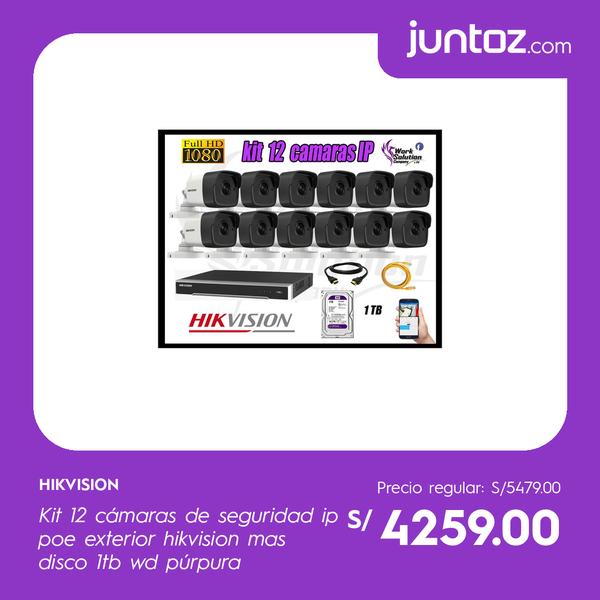 juntoz.com
Full HD
1080
kit 12 camaras IP
Work
Solution
Company
HIKVISION
1 TB
HIKVISION
Precio regular: S/5479.00
Kit 12 cámaras de seguridad ip
poe exterior hikvision mas
disco 1tb wd púrpura
S/ 4259.00